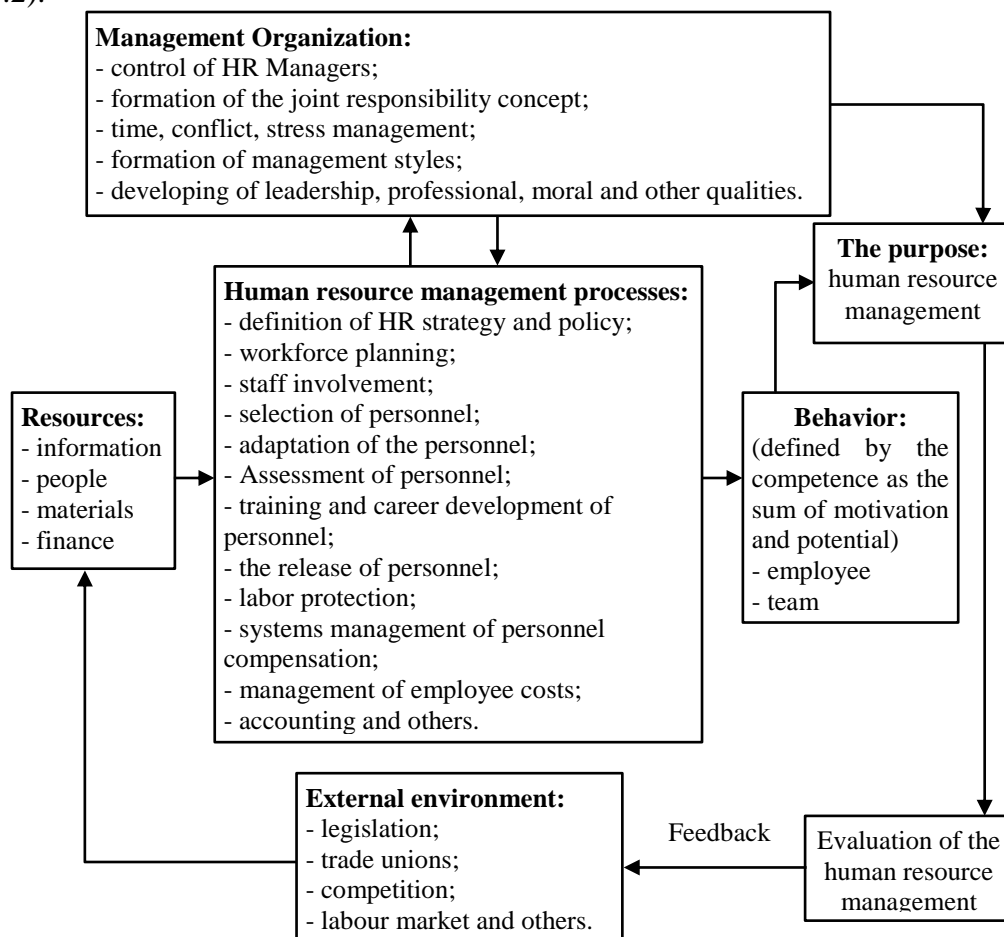 .2).
Management Organization:
- control of HR Managers;
- formation of the joint responsibility concept;
- time, conflict, stress management;
- formation of management styles;
- developing of leadership, professional, moral and other qualities.
The purpose:
human resource
management
Human resource management processes:
- definition of HR strategy and policy;
- workforce planning;
- staff involvement;
- selection of personnel;
- adaptation of the personnel;
- Assessment of personnel;
- training and career development of
personnel;
- the release of personnel;
- labor protection;
- systems management of personnel
compensation;
- management of employee costs;
- accounting and others.
Resources:
- information
- people
- materials
- finance
Behavior:
(defined by the
competence as the
sum of motivation
and potential)
- employee
- team
External environment:
- legislation;
- trade unions;
- competition;
- labour market and others.
Feedback
Evaluation of the
human resource
management